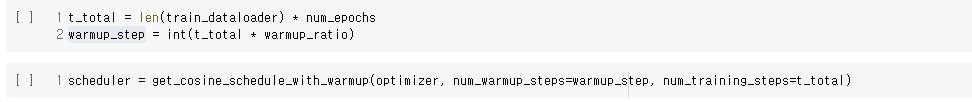 [ ] 1 t_total = len(train_dataloader) * num_epochs
2 warmup_step = int(t_total * warmup_ratio)
[ ] 1 scheduler = get_cosine_schedule_with_warmup(optimizer, num_warmup_steps=warmup_step, num_training_steps=t_total)